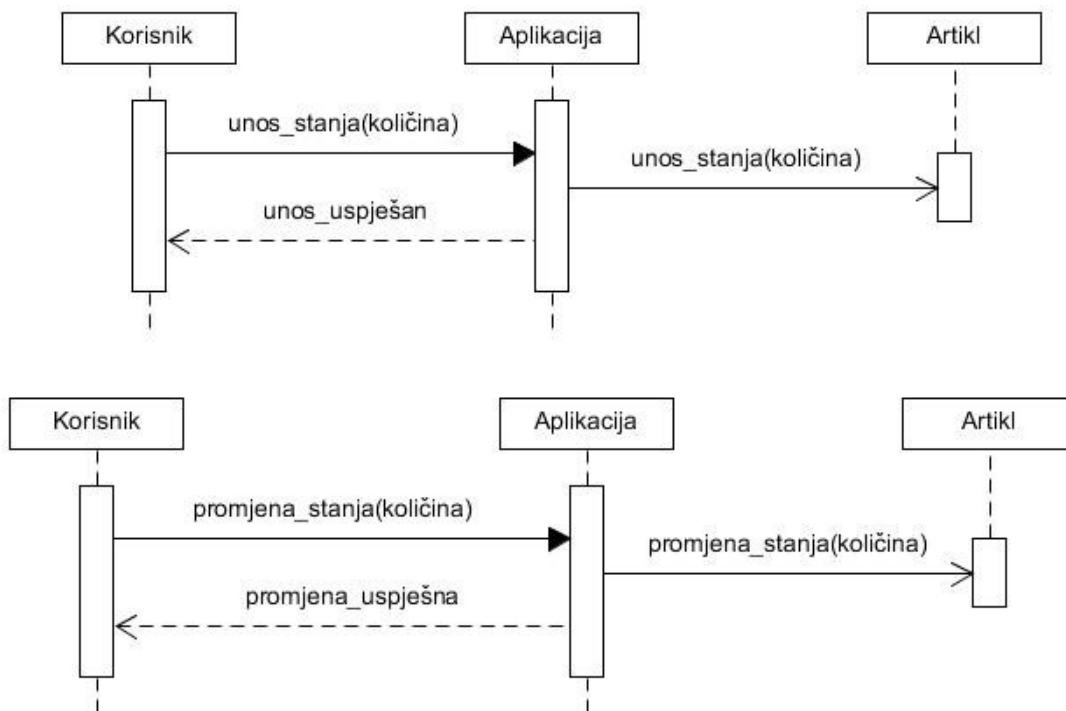 Korisnik
Aplikacija
Artikl
unos_stanja(količina)
unos_stanja(količina)
unos_uspješan
Korisnik
Aplikacija
Artikl
promjena_stanja(količina)
promjena_stanja(količina)
promjena_uspješna